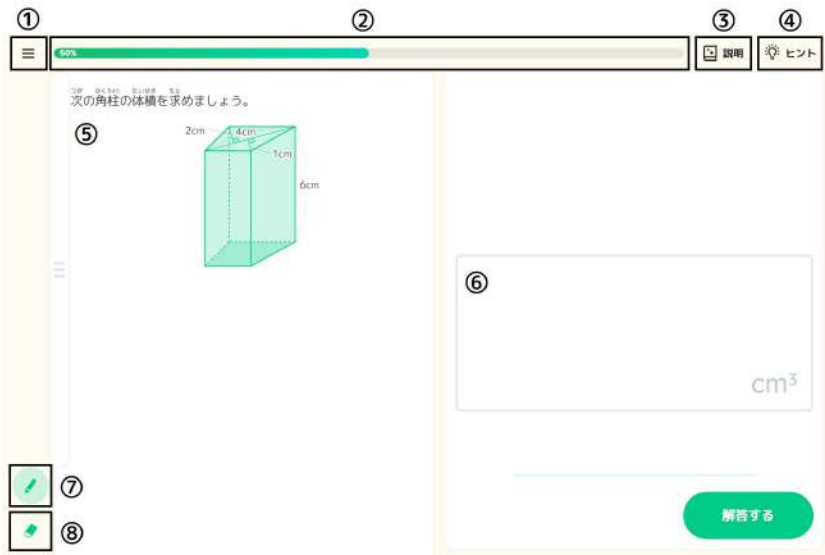 ① ② ③ ④
50%
説明
ヒント
つぎ かくちゅう たいせき もと
次の角柱の体積を求めましょう。
⑤
2cm
4cm
1cm
6cm
⑥
cm³
⑦
⑧
解答する